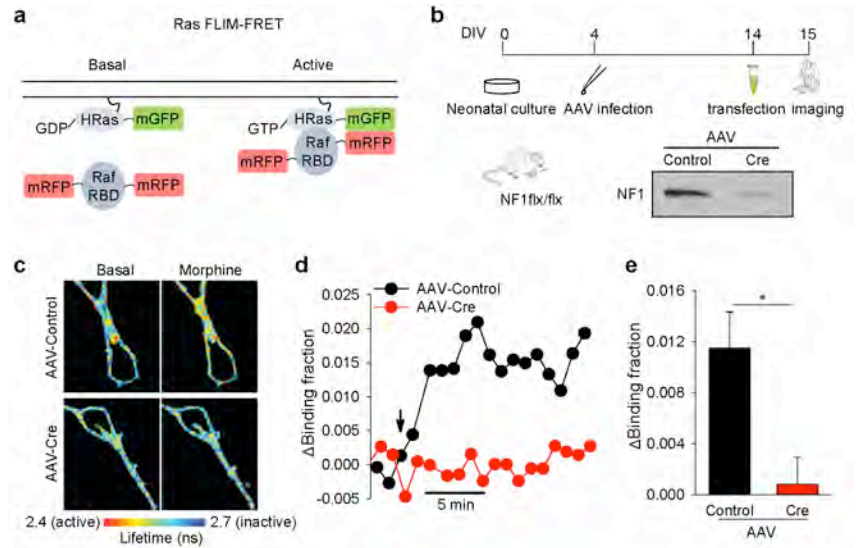 a
Ras FLIM-FRET
Basal
Active
GDP
HRas
mGFP
GTP
HRas
mGFP
mRFP
Raf
RBD
mRFP
mRFP
Raf
RBD
mRFP
b
DIV
0
4
14
15
Neonatal culture
AAV infection
transfection
imaging
NF1flx/flx
AAV
Control
Cre
NF1
c
Basal
Morphine
AAV-Control
AAV-Cre
2.4 (active)
2.7 (inactive)
Lifetime (ns)
d
AAV-Control
AAV-Cre
ΔBinding fraction
0.025
0.020
0.015
0.010
0.005
0.000
-0.005
5 min
e
ΔBinding fraction
0.016
0.012
0.008
0.004
0.000
*
Control
Cre
AAV